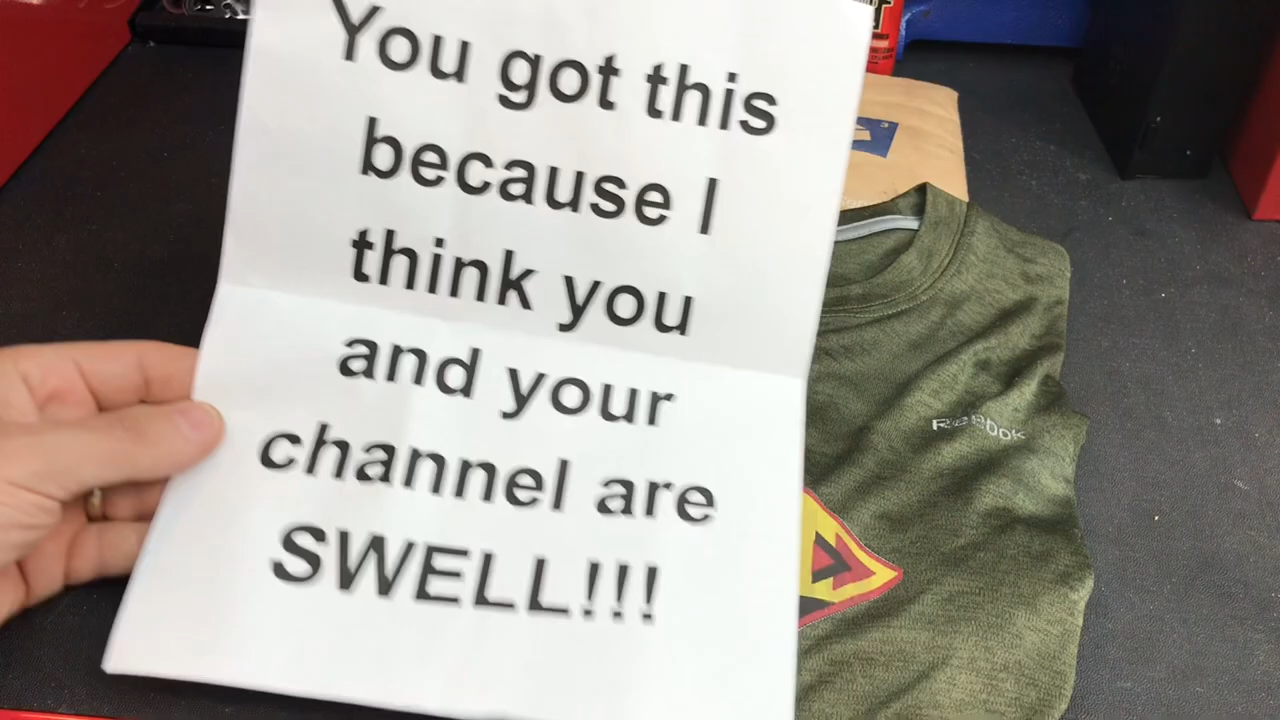 You got this
because I
think you
and your
channel are
SWELL!!!
Reebok